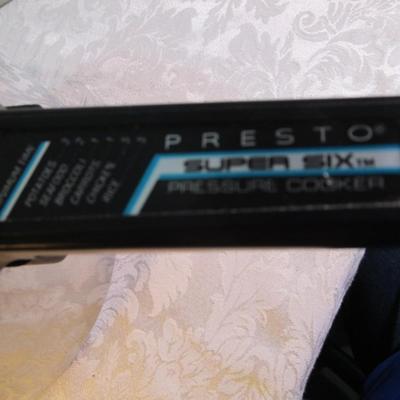 PRESTO®
SUPER SIX™
PRESSURE COOKER
POTATOES
SEAFOOD
BROCCOLI
CARROTS
CHICKEN
RICE